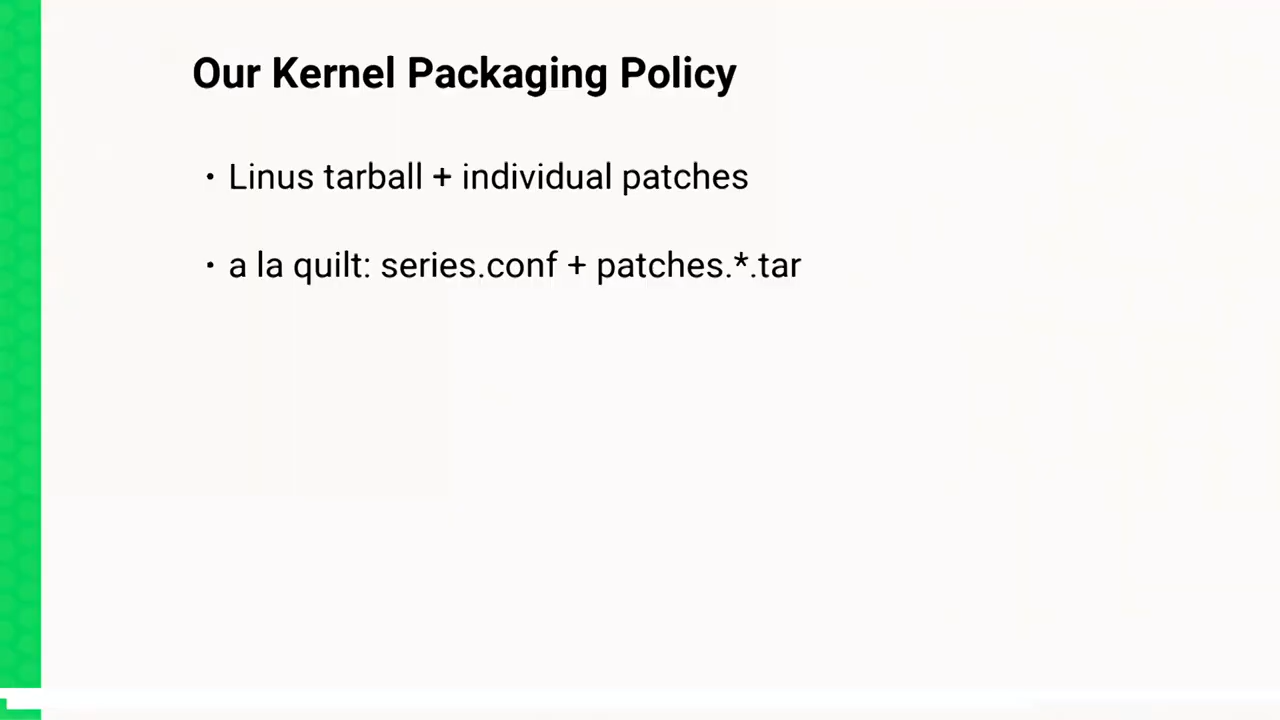 Our Kernel Packaging Policy
· Linus tarball + individual patches
· a la quilt: series.conf + patches.*.tar